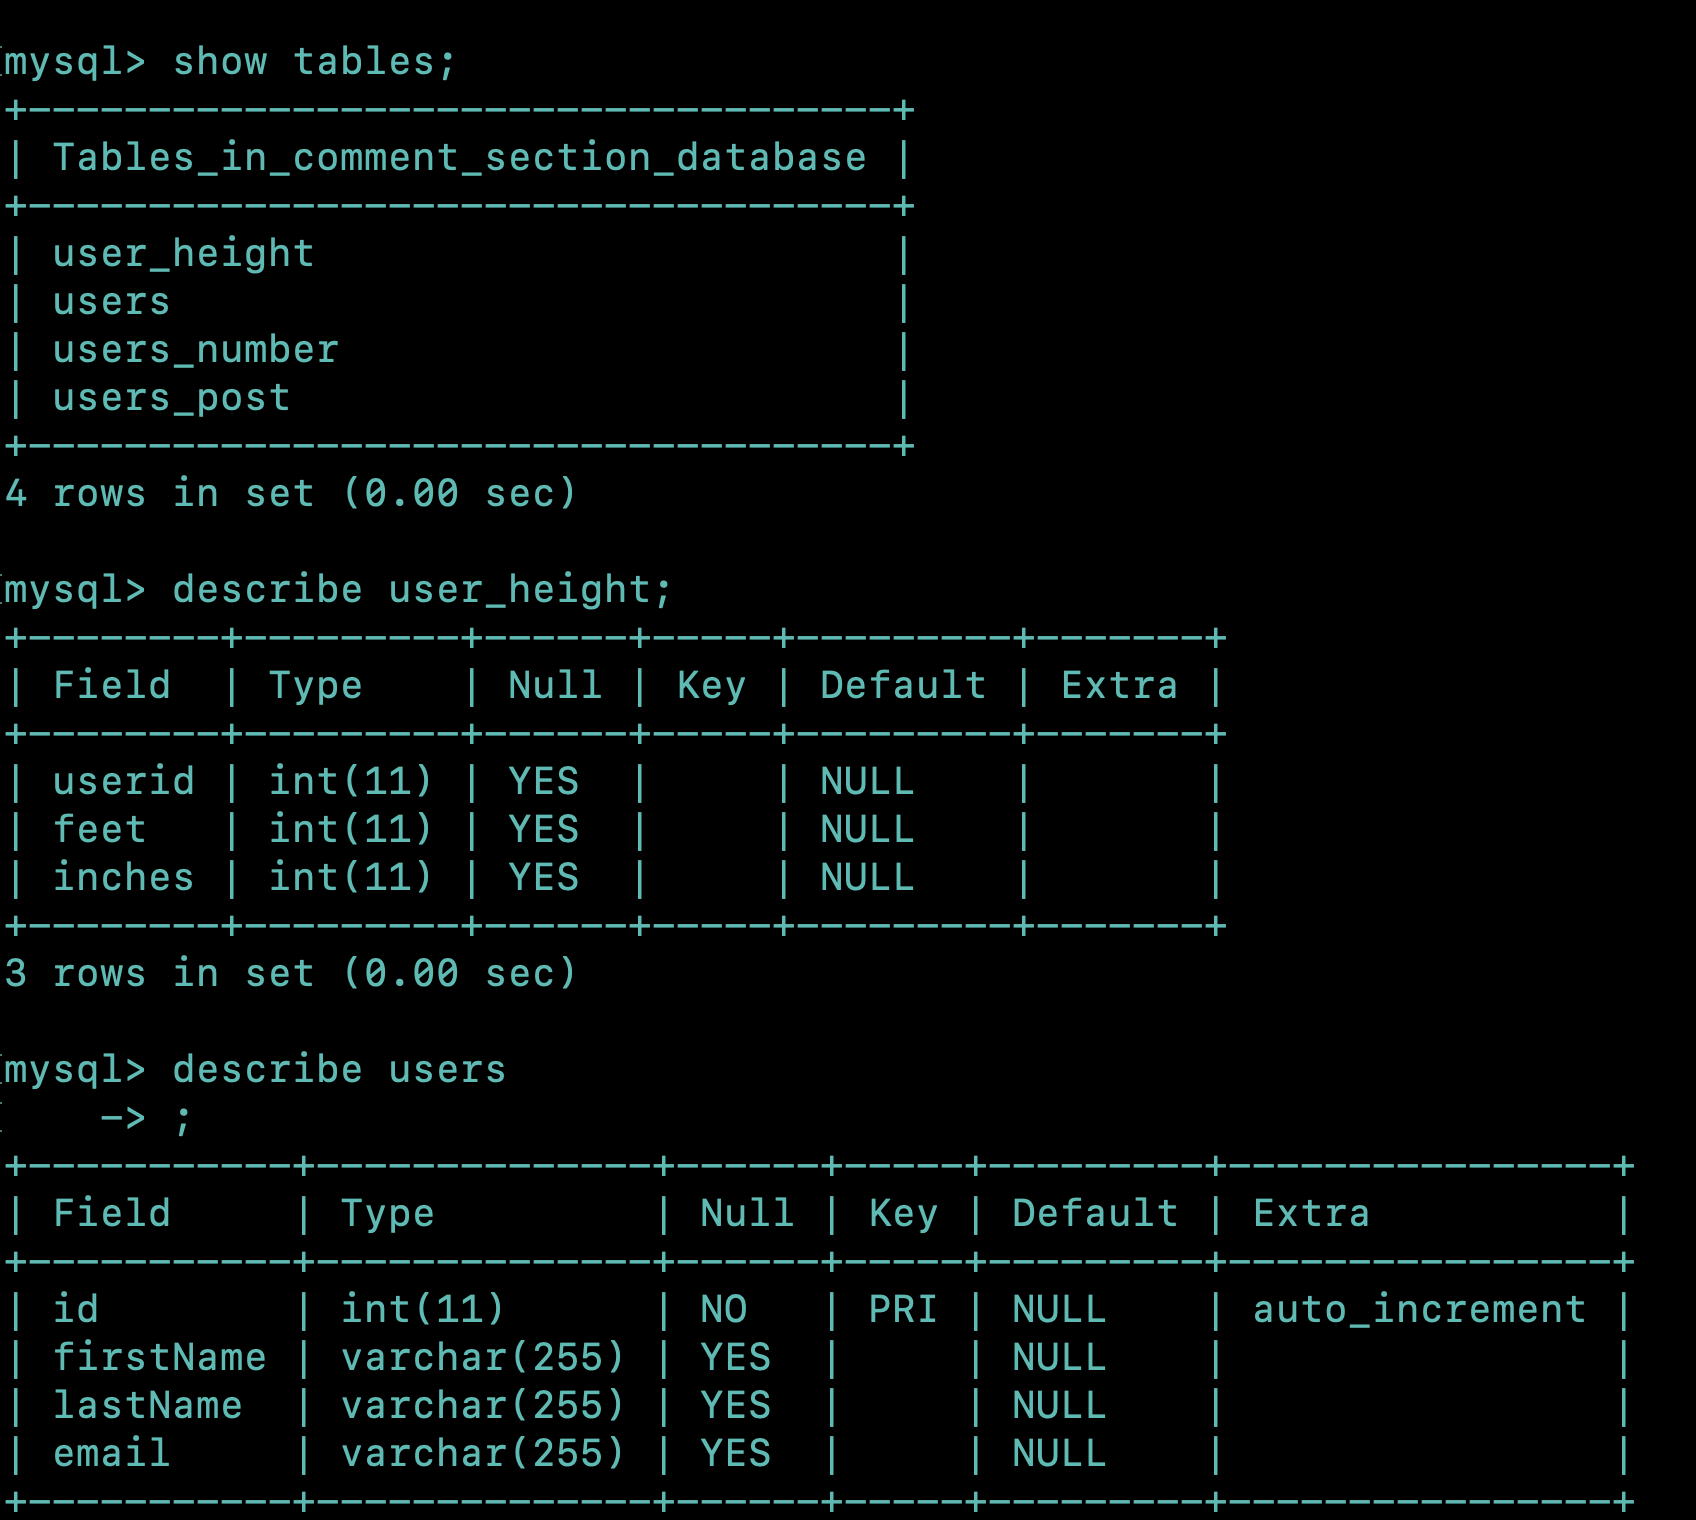 mysql> show tables;
+------------------------------------+
| Tables_in_comment_section_database |
+------------------------------------+
| user_height                        |
| users                              |
| users_number                       |
| users_post                         |
+------------------------------------+
4 rows in set (0.00 sec)

mysql> describe user_height;
+--------+---------+------+-----+---------+-------+
| Field  | Type    | Null | Key | Default | Extra |
+--------+---------+------+-----+---------+-------+
| userid | int(11) | YES  |     | NULL    |       |
| feet   | int(11) | YES  |     | NULL    |       |
| inches | int(11) | YES  |     | NULL    |       |
+--------+---------+------+-----+---------+-------+
3 rows in set (0.00 sec)

mysql> describe users
    -> ;
+-----------+--------------+------+-----+---------+----------------+
| Field     | Type         | Null | Key | Default | Extra          |
+-----------+--------------+------+-----+---------+----------------+
| id        | int(11)      | NO   | PRI | NULL    | auto_increment |
| firstName | varchar(255) | YES  |     | NULL    |                |
| lastName  | varchar(255) | YES  |     | NULL    |                |
| email     | varchar(255) | YES  |     | NULL    |                |
+-----------+--------------+------+-----+---------+----------------+